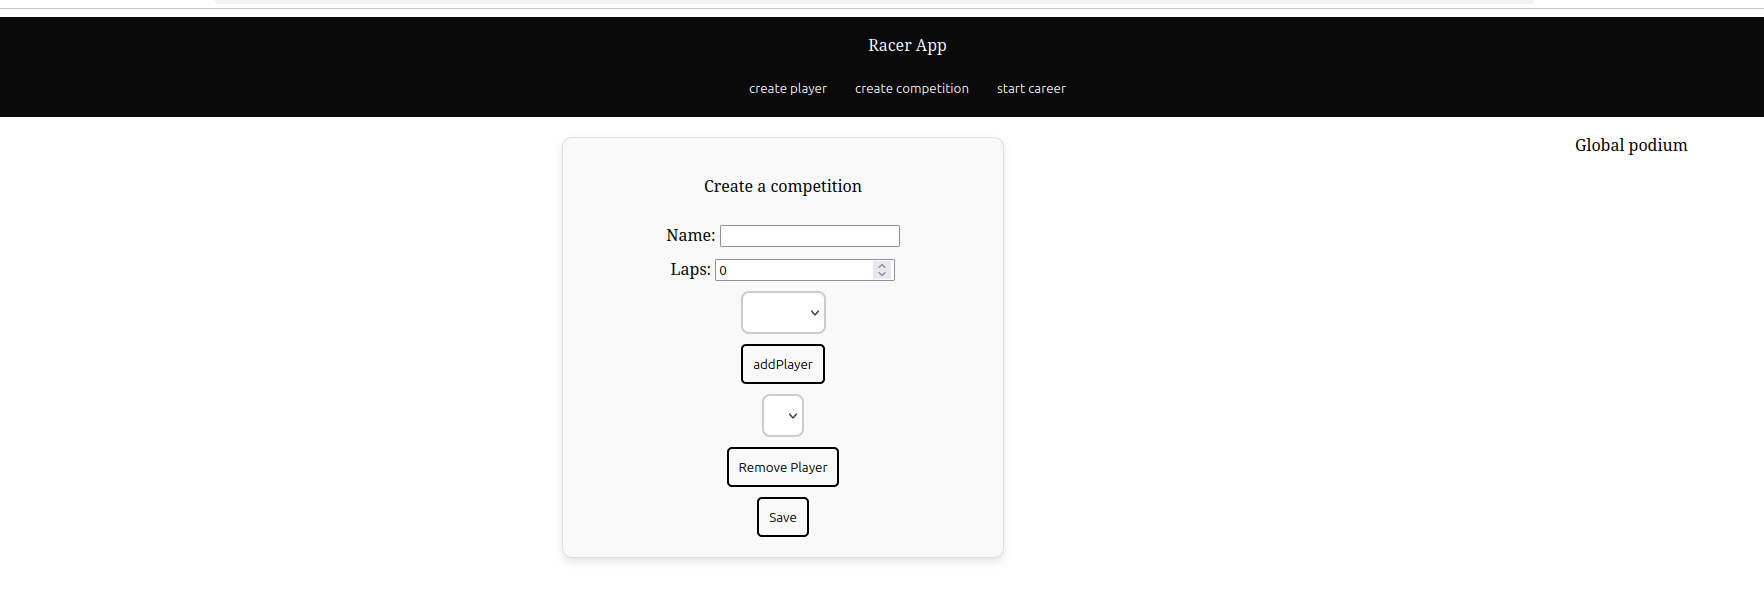 Racer App
create player create competition start career
Global podium
Create a competition
Name:
Laps: 0
addPlayer
Remove Player
Save